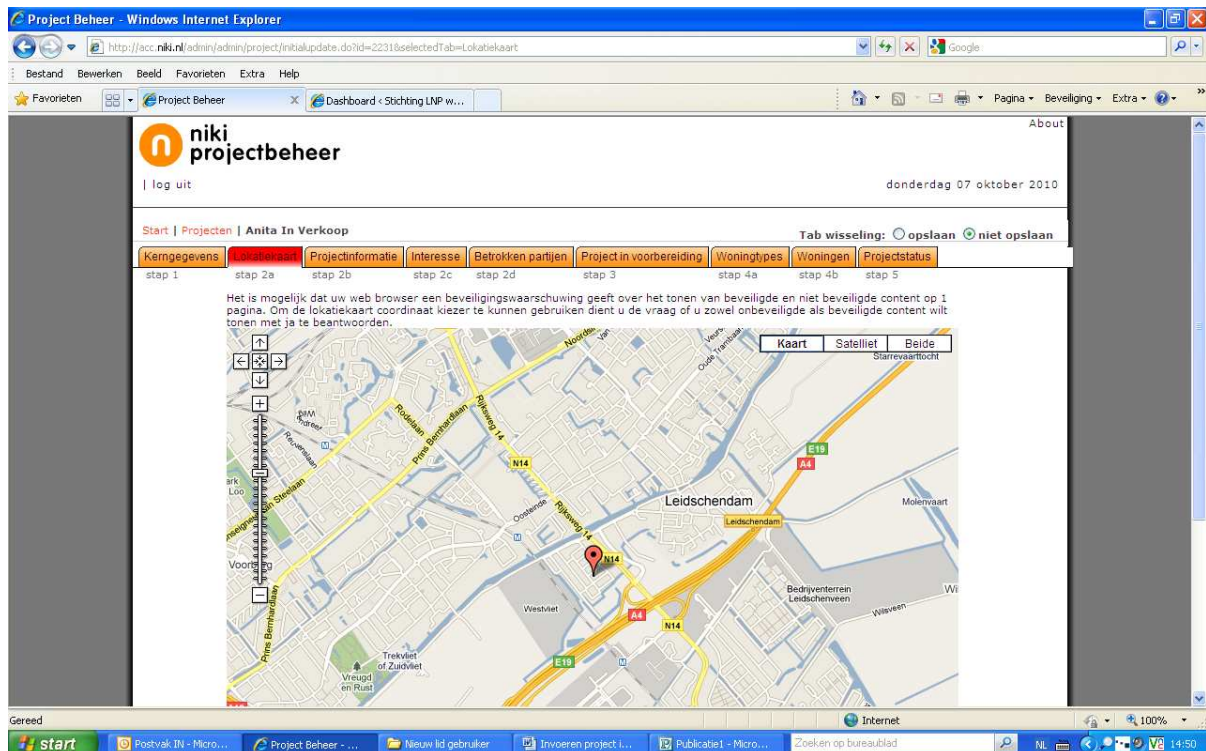 Project Beheer - Windows Internet Explorer
http://acc.niki.nl/admin/admin/project/initialupdate.do?id=2231&selectedTab=Lokatiekaart
Google
Bestand Bewerken Beeld Favorieten Extra Help
Favorieten Project Beheer Dashboard < Stichting LNP w... Pagina Beveiliging Extra
niki
projectbeheer
About
| log uit
donderdag 07 oktober 2010
Start | Projecten | Anita In Verkoop
Tab wisseling: opslaan niet opslaan
Kerngegevens Lokatiekaart Projectinformatie Interesse Betrokken partijen Project in voorbereiding Woningtypes Woningen Projectstatus
stap 1 stap 2a stap 2b stap 2c stap 2d stap 3 stap 4a stap 4b stap 5
Het is mogelijk dat uw web browser een beveiligingswaarschuwing geeft over het tonen van beveiligde en niet beveiligde content op 1
pagina. Om de lokatiekaart coordinaat kiezer te kunnen gebruiken dient u de vraag of u zowel onbeveiligde als beveiligde content wilt
tonen met ja te beantwoorden.
Kaart Satelliet Beide
Starrevaarttocht
Oude Trambaan
Rodelaan
Prins Bernhardlaan
Rijksweg 14
N14
E19
A4
Leidschendam
Leidschendam
Molenvaart
Oosteinde
Rijksweg 14
N14
Voorburg
Westvliet
Bedrijventerrein
Leidschenveen
Wilsveen
A4
N14
Prins Bernhardlaan
Trekvliet
of Zuidvliet
E19
Vreugd
en Rust
Gereed
Internet
100%
start
Postvak IN - Micro...
Project Beheer - ...
Nieuw lid gebruiker
Invoeren project i...
Publicatie1 - Micro...
Zoeken op bureaublad
NL
14:50